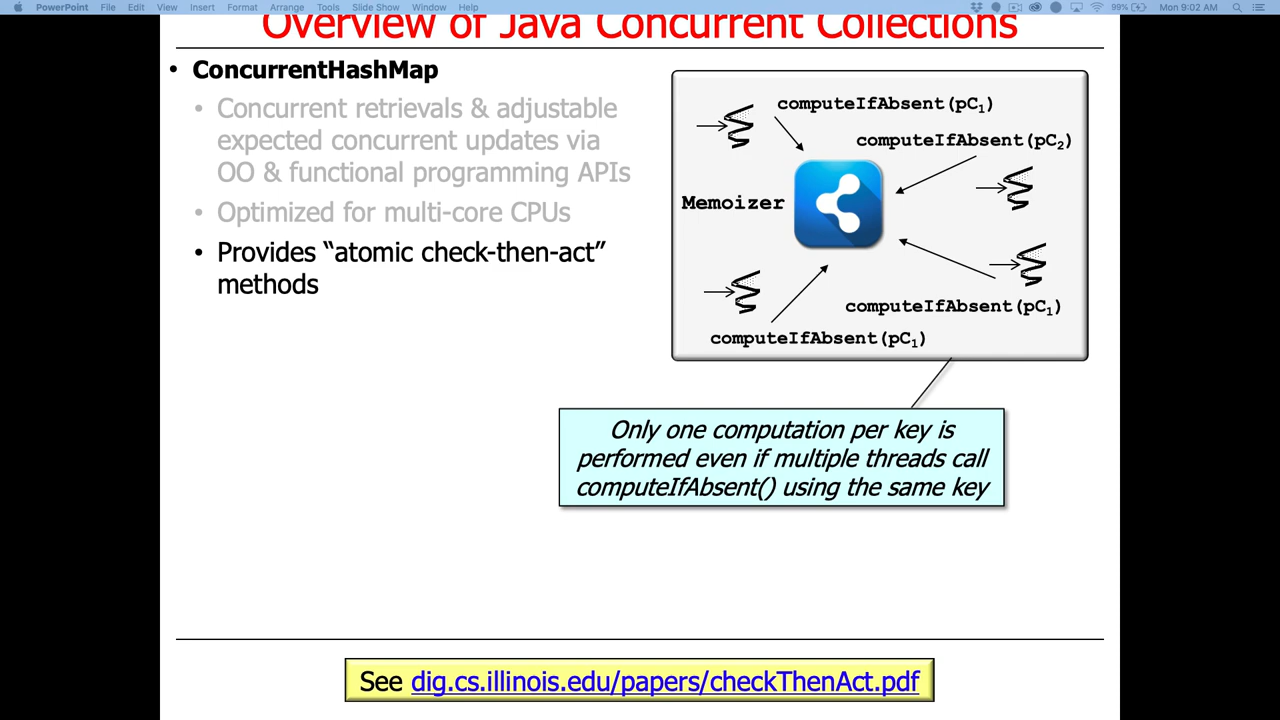 PowerPoint File Edit View Insert Format Arrange Tools Slide Show Window Help 99% Mon 9:02 AM
Overview of Java Concurrent Collections
• ConcurrentHashMap
• Concurrent retrievals & adjustable
expected concurrent updates via
OO & functional programming APIs
• Optimized for multi-core CPUs
• Provides “atomic check-then-act”
methods
computeIfAbsent(pC₁)
computeIfAbsent(pC₂)
Memoizer
computeIfAbsent(pC₁)
computeIfAbsent(pC₁)
Only one computation per key is
performed even if multiple threads call
computeIfAbsent() using the same key
See dig.cs.illinois.edu/papers/checkThenAct.pdf